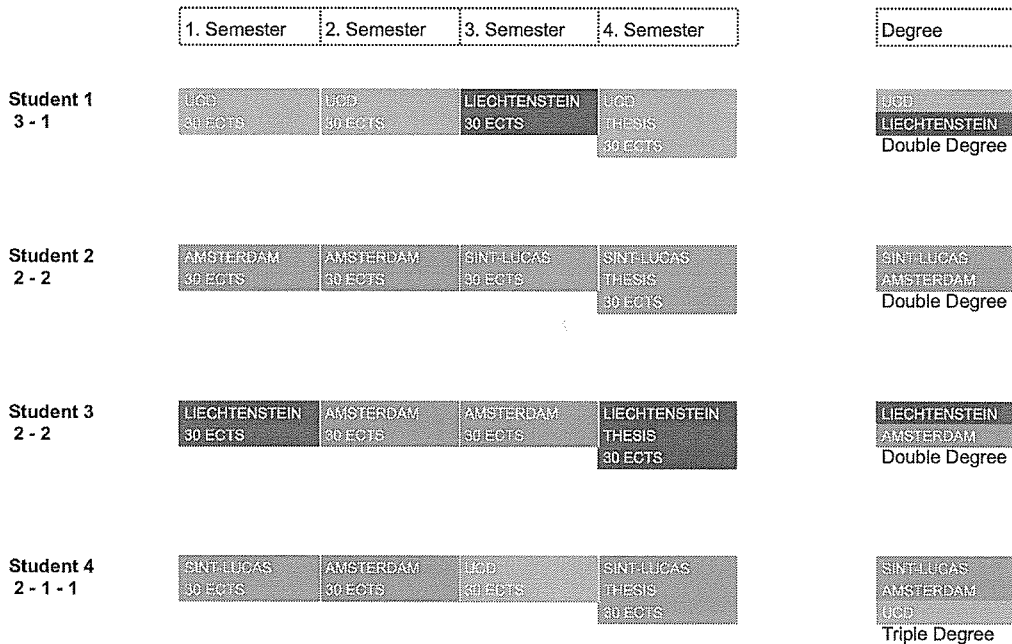 1. Semester 2. Semester 3. Semester 4. Semester Degree
Student 1
3 - 1
UCD UCD LIECHTENSTEIN UCD UCD
30 ECTS 30 ECTS 30 ECTS THESIS LIECHTENSTEIN
30 ECTS Double Degree
Student 2
2 - 2
AMSTERDAM AMSTERDAM SINT-LUCAS SINT-LUCAS SINT-LUCAS
30 ECTS 30 ECTS 30 ECTS THESIS AMSTERDAM
30 ECTS Double Degree
Student 3
2 - 2
LIECHTENSTEIN AMSTERDAM AMSTERDAM LIECHTENSTEIN LIECHTENSTEIN
30 ECTS 30 ECTS 30 ECTS THESIS AMSTERDAM
30 ECTS Double Degree
Student 4
2 - 1 - 1
SINT-LUCAS AMSTERDAM UCD SINT-LUCAS SINT-LUCAS
30 ECTS 30 ECTS 30 ECTS THESIS AMSTERDAM
30 ECTS UCD
Triple Degree